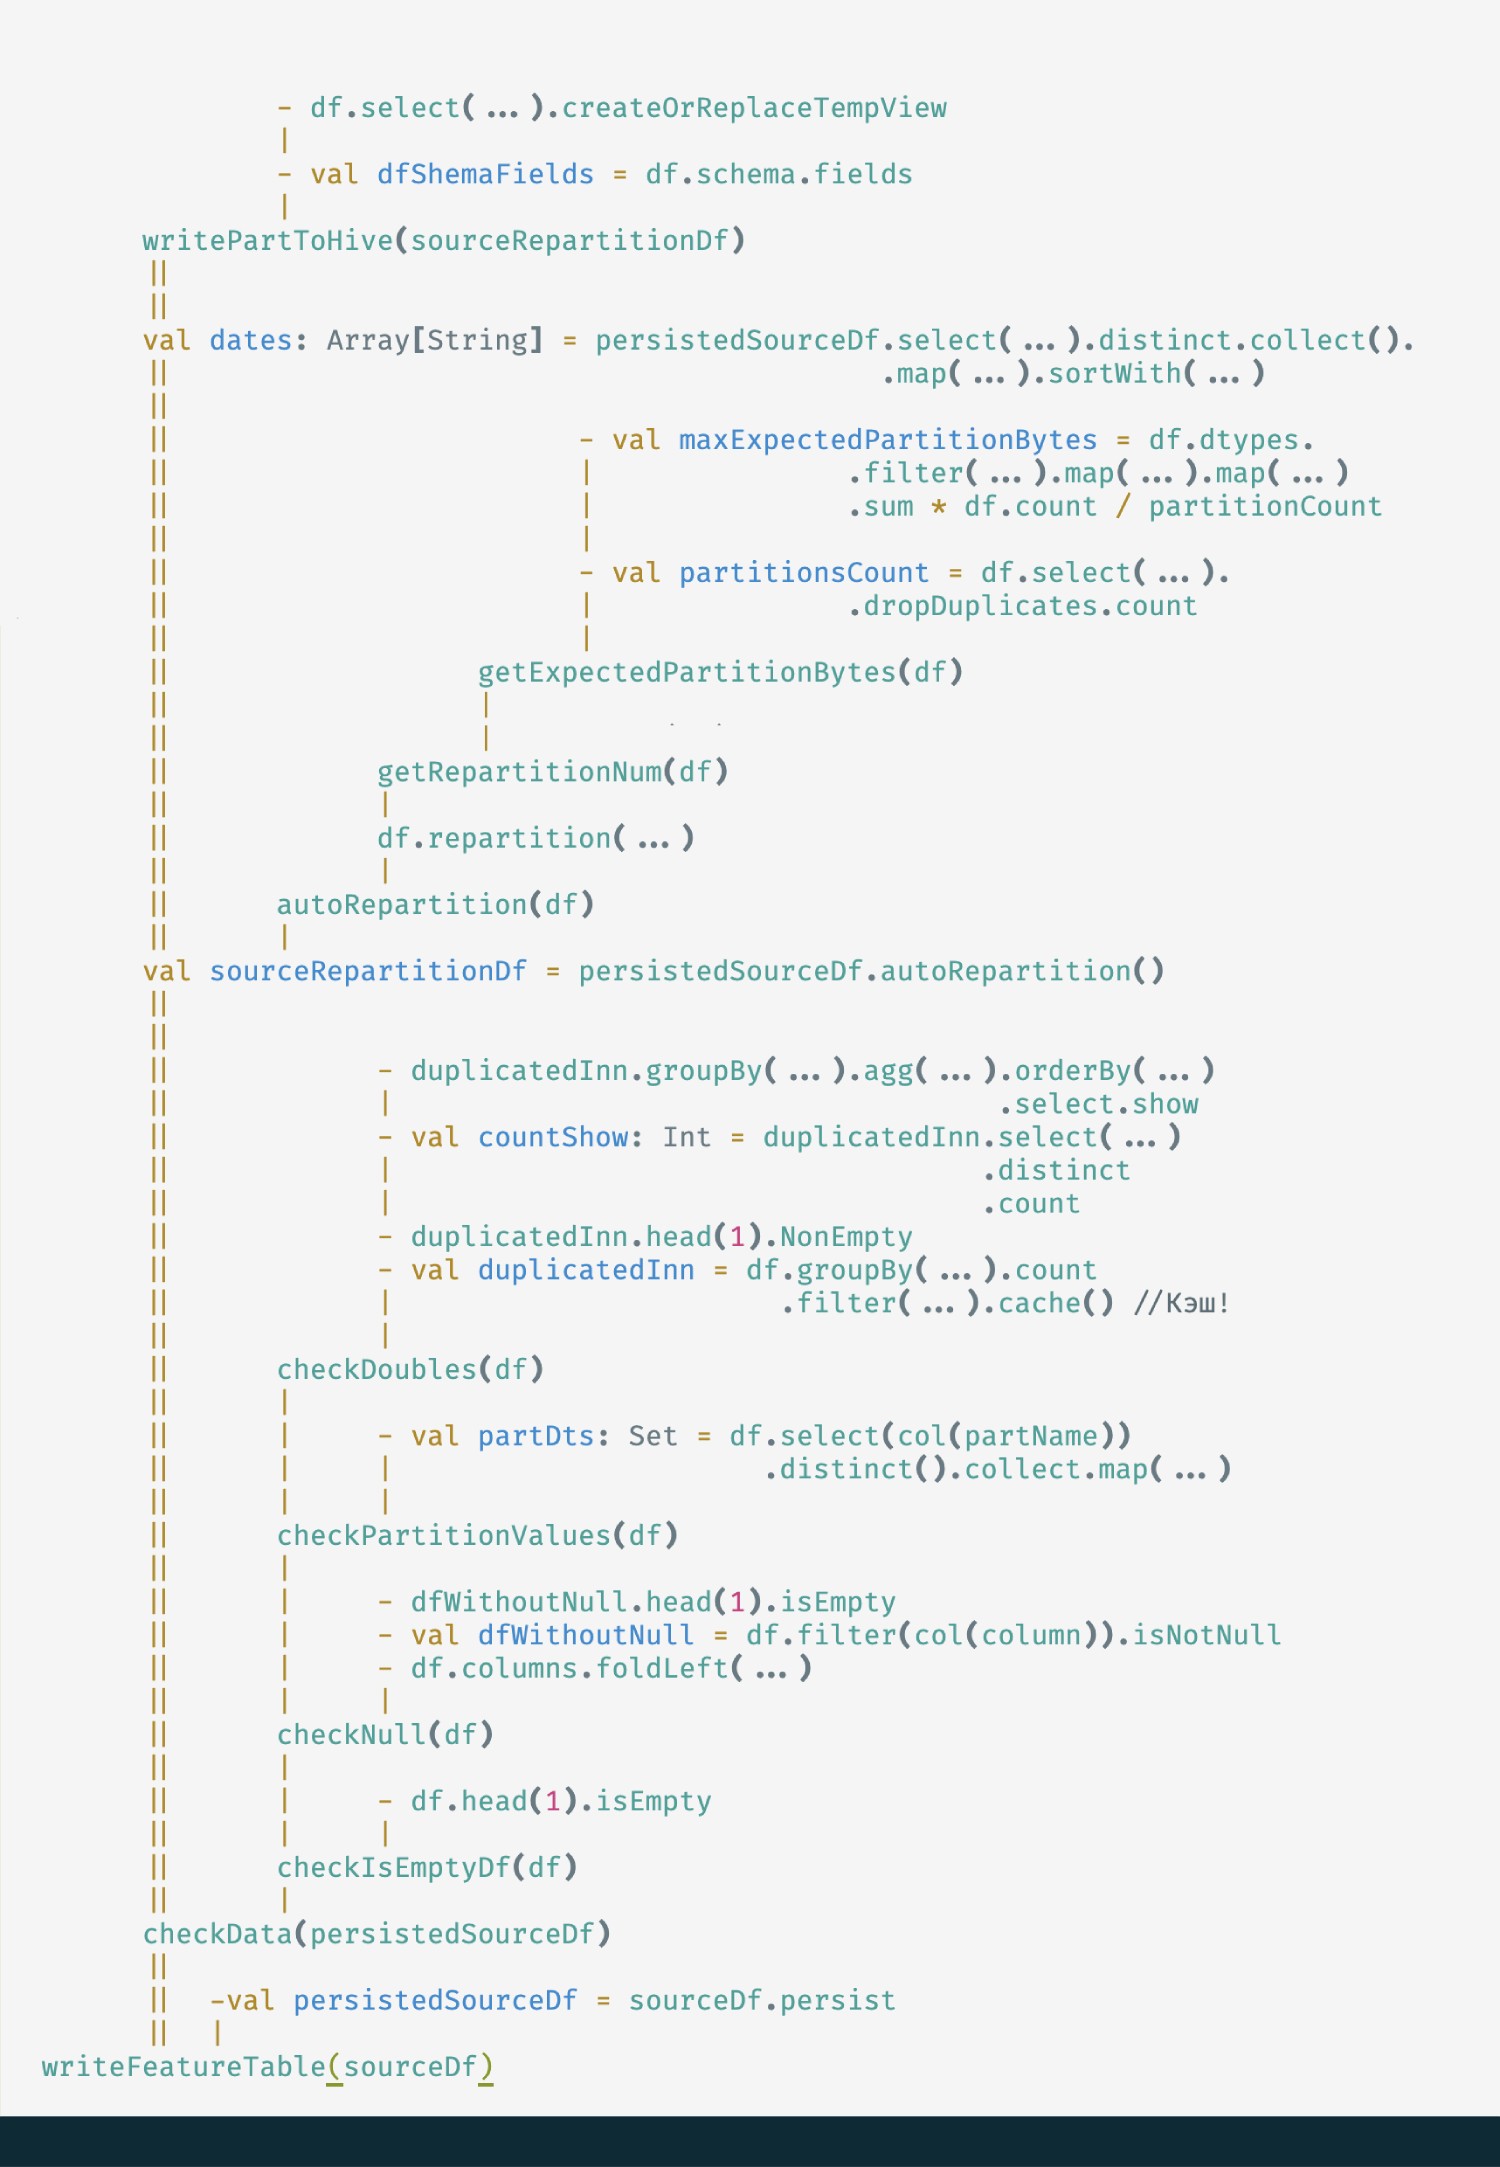 - df.select(...).createOrReplaceTempView
|
- val dfShemaFields = df.schema.fields
|
writePartToHive(sourceRepartitionDf)
||
||
val dates: Array[String] = persistedSourceDf.select(...).distinct.collect().
|| .map(...).sortWith(...)
||
|| - val maxExpectedPartitionBytes = df.dtypes.
|| | .filter(...).map(...).map(...)
|| | .sum * df.count / partitionCount
|| |
|| - val partitionsCount = df.select(...).
|| | .dropDuplicates.count
|| |
|| getExpectedPartitionBytes(df)
|| |
|| |
|| getRepartitionNum(df)
|| |
|| df.repartition(...)
|| |
|| autoRepartition(df)
|| |
val sourceRepartitionDf = persistedSourceDf.autoRepartition()
||
||
|| - duplicatedInn.groupBy(...).agg(...).orderBy(...)
|| | .select.show
|| - val countShow: Int = duplicatedInn.select(...)
|| | .distinct
|| | .count
|| - duplicatedInn.head(1).NonEmpty
|| - val duplicatedInn = df.groupBy(...).count
|| | .filter(...).cache() //Кэш!
|| |
|| checkDoubles(df)
|| |
|| | - val partDts: Set = df.select(col(partName))
|| | | .distinct().collect.map(...)
|| | |
|| checkPartitionValues(df)
|| |
|| | - dfWithoutNull.head(1).isEmpty
|| | - val dfWithoutNull = df.filter(col(column)).isNotNull
|| | - df.columns.foldLeft(...)
|| | |
|| checkNull(df)
|| |
|| | - df.head(1).isEmpty
|| | |
|| checkIsEmptyDf(df)
|| |
checkData(persistedSourceDf)
||
|| -val persistedSourceDf = sourceDf.persist
|| |
writeFeatureTable(sourceDf)